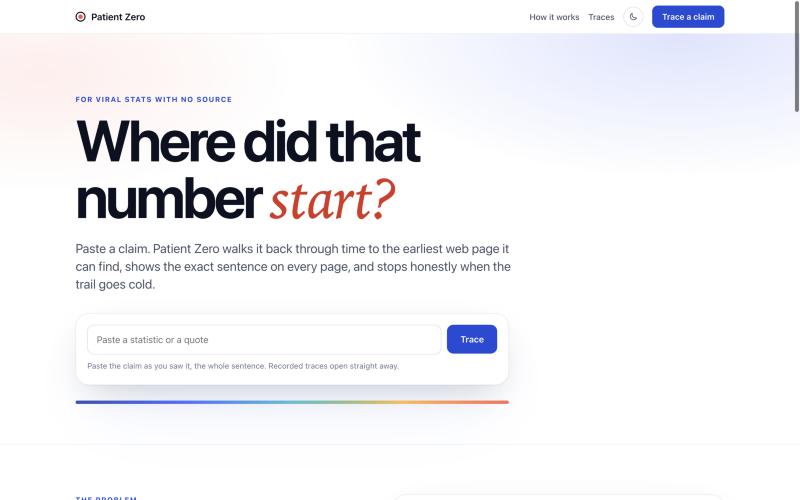 Patient Zero
How it works
Traces
Trace a claim
FOR VIRAL STATS WITH NO SOURCE
Where did that
number start?
Paste a claim. Patient Zero walks it back through time to the earliest web page it
can find, shows the exact sentence on every page, and stops honestly when the
trail goes cold.
Paste a statistic or a quote
Trace
Paste the claim as you saw it, the whole sentence. Recorded traces open straight away.
THE PROBLEM